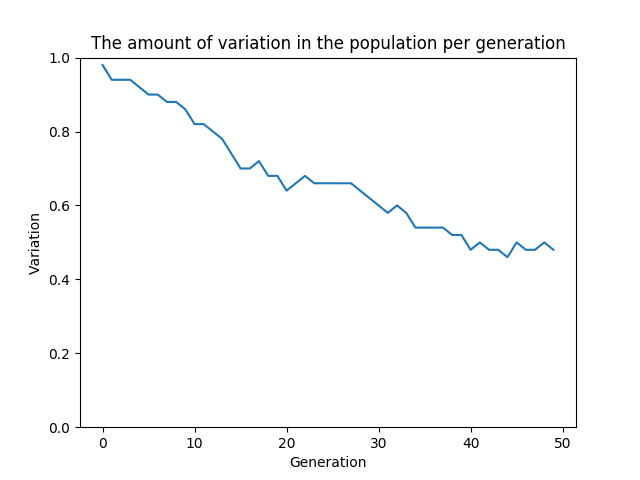 The amount of variation in the population per generation
1.0
0.8
0.6
0.4
0.2
0.0
Variation
0 10 20 30 40 50
Generation